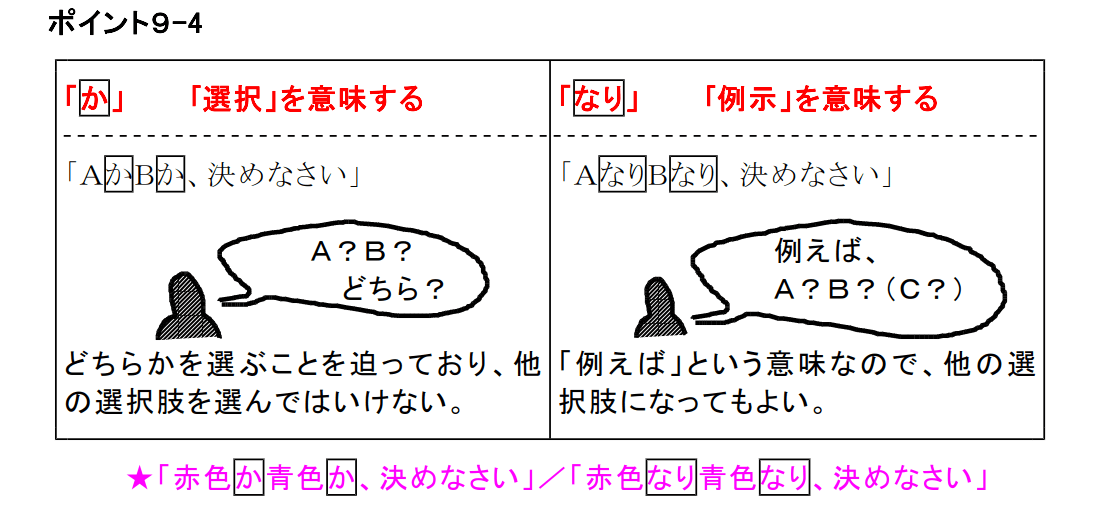 ポイント9-4
「か」　「選択」を意味する
「AかBか、決めなさい」
A？B？
どちら？
どちらかを選ぶことを迫っており、他
の選択肢を選んではいけない。
「なり」　「例示」を意味する
「AなりBなり、決めなさい」
例えば、
A？B？（C？）
「例えば」という意味なので、他の選
択肢になってもよい。
★「赤色か青色か、決めなさい」／「赤色なり青色なり、決めなさい」